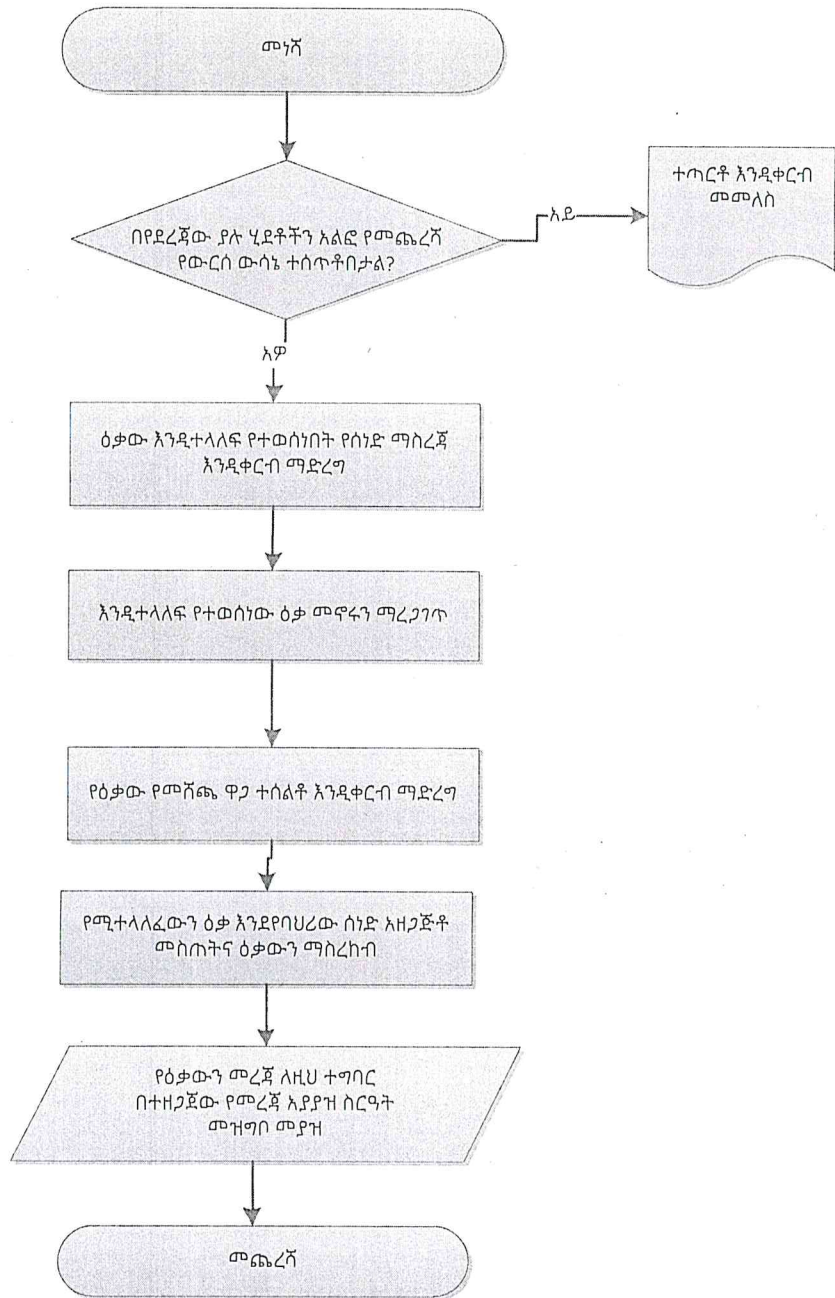 መነሻ
በየደረጃው ያሉ ሂደቶችን አልፎ የመጨረሻ
የውርስ ውሳኔ ተሰጥቶበታል?
አይ
ተጣርቶ እንዲቀርብ
መመለስ
አዎ
ዕቃው እንዲተላለፍ የተወሰነበት የሰነድ ማስረጃ
እንዲቀርብ ማድረግ
እንዲተላለፍ የተወሰነው ዕቃ መኖሩን ማረጋገጥ
የዕቃው የመሸጫ ዋጋ ተሰልቶ እንዲቀርብ ማድረግ
የሚተላለፈውን ዕቃ እንደየባህሪው ሰነድ አዘጋጅቶ
መስጠትና ዕቃውን ማስረከብ
የዕቃውን መረጃ ለዚህ ተግባር
በተዘጋጀው የመረጃ አያያዝ ስርዓት
መዝግቦ መያዝ
መጨረሻ